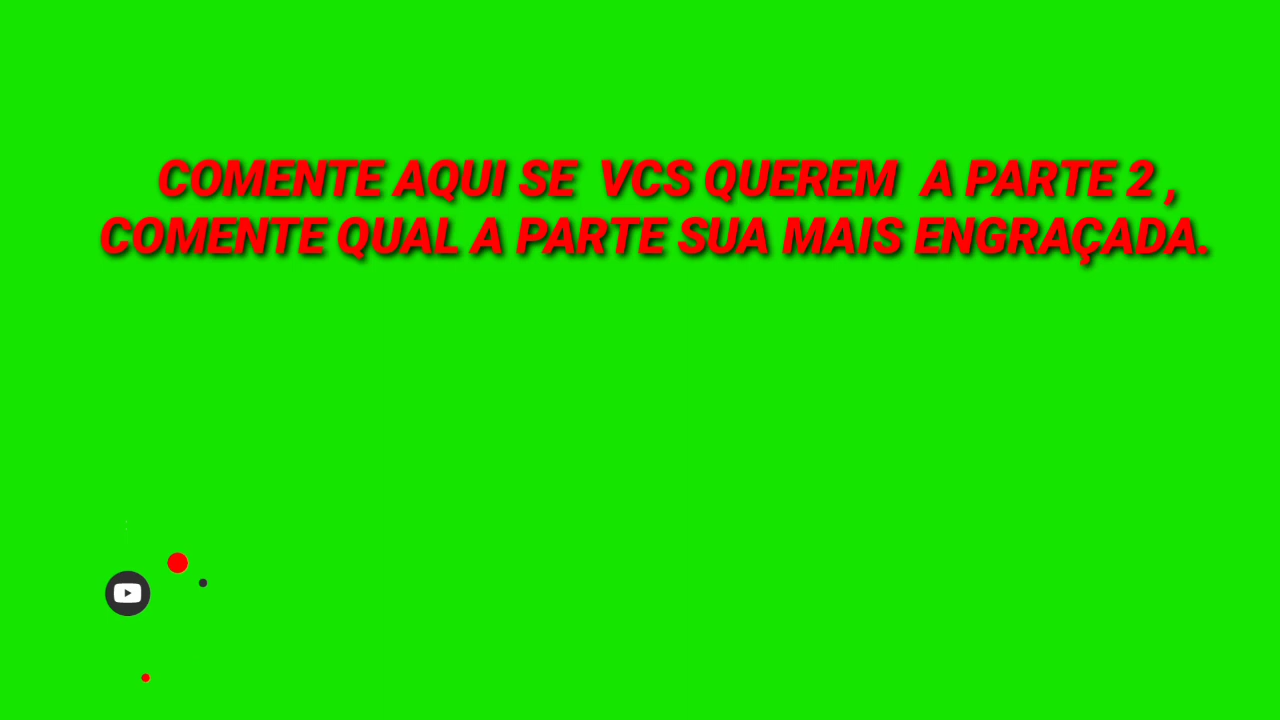 COMENTE AQUI SE VCS QUEREM A PARTE 2 ,
COMENTE QUAL A PARTE SUA MAIS ENGRAÇADA.